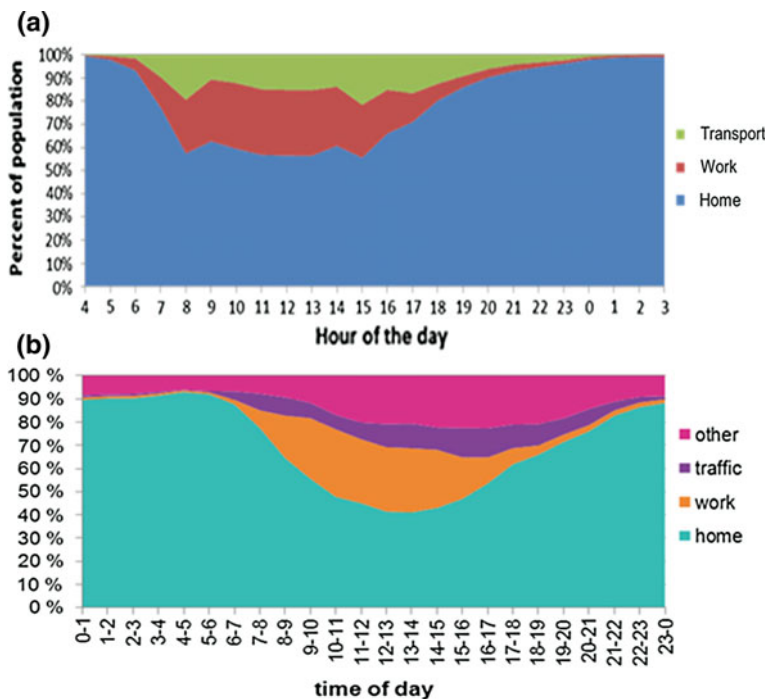 (a)
100%
90%
80%
70%
60%
50%
40%
30%
20%
10%
0%
Percent of population
Transport
Work
Home
4 5 6 7 8 9 10 11 12 13 14 15 16 17 18 19 20 21 22 23 0 1 2 3
Hour of the day
(b)
100 %
90 %
80 %
70 %
60 %
50 %
40 %
30 %
20 %
10 %
0 %
other
traffic
work
home
0-1 1-2 2-3 3-4 4-5 5-6 6-7 7-8 8-9 9-10 10-11 11-12 12-13 13-14 14-15 15-16 16-17 17-18 18-19 19-20 20-21 21-22 22-23 23-0
time of day